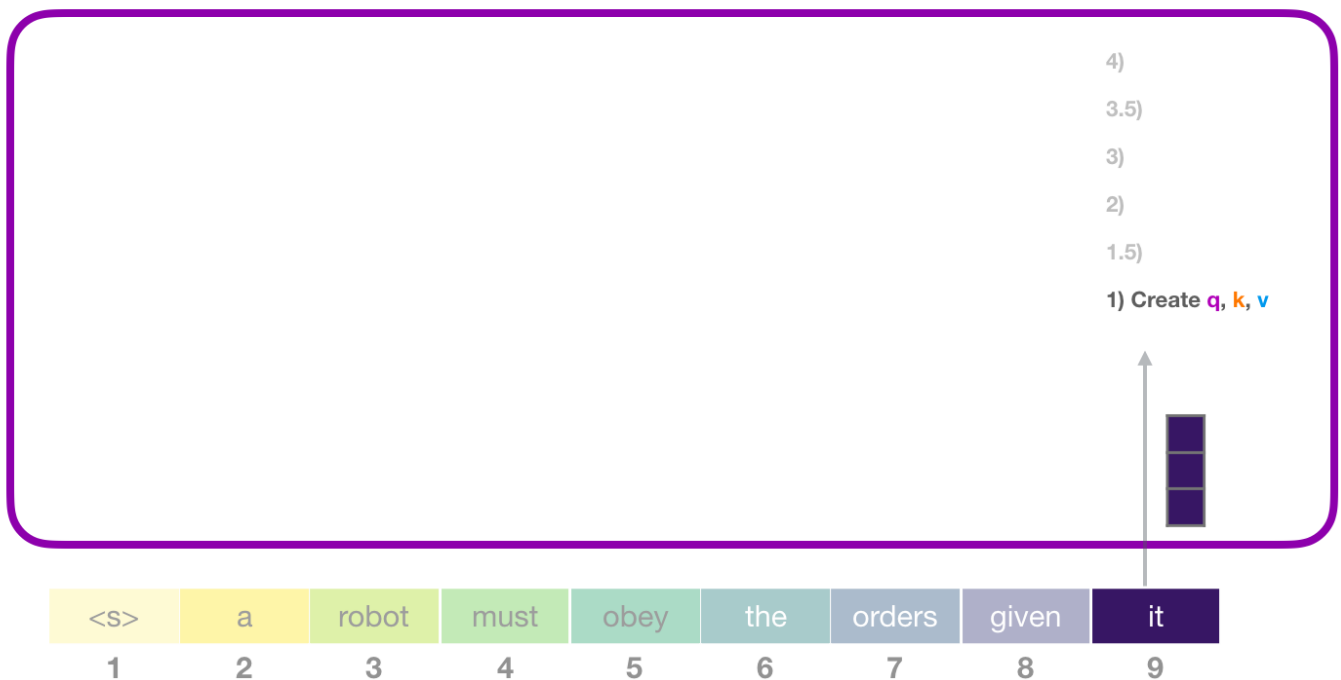 4)
3.5)
3)
2)
1.5)
1) Create q, k, v
<s> a robot must obey the orders given it
1 2 3 4 5 6 7 8 9